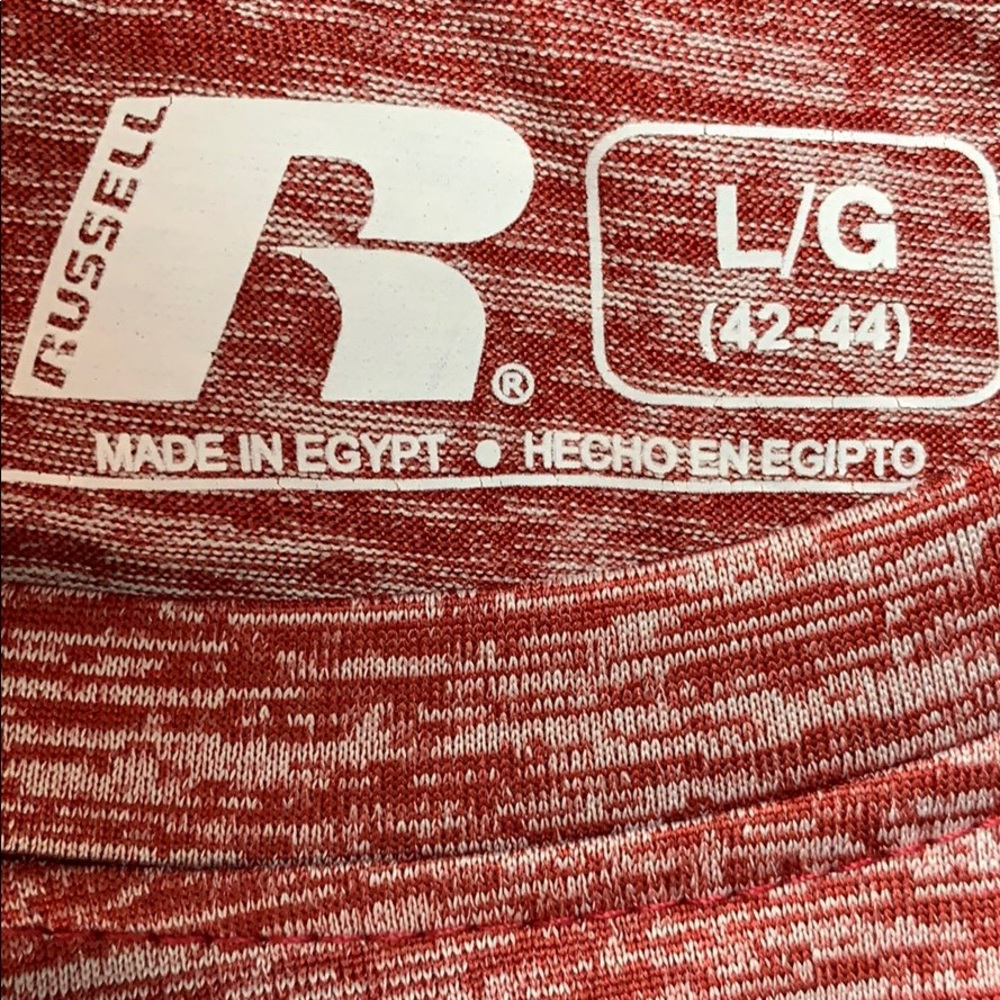 RUSSELL
R®
L/G
(42-44)
MADE IN EGYPT • HECHO EN EGIPTO